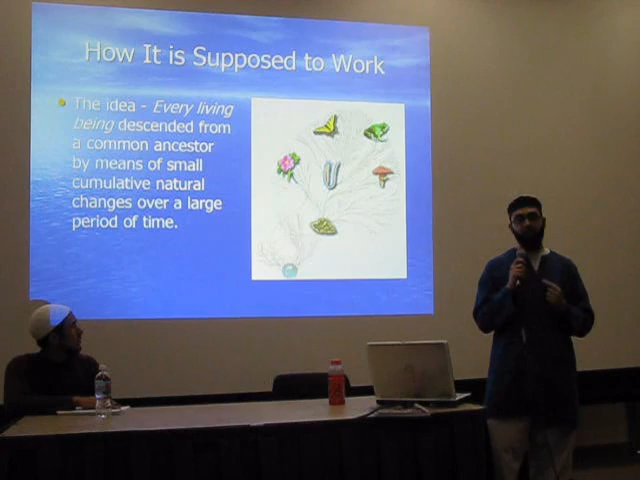 How It is Supposed to Work
The idea - Every living
being descended from
a common ancestor
by means of small
cumulative natural
changes over a large
period of time.